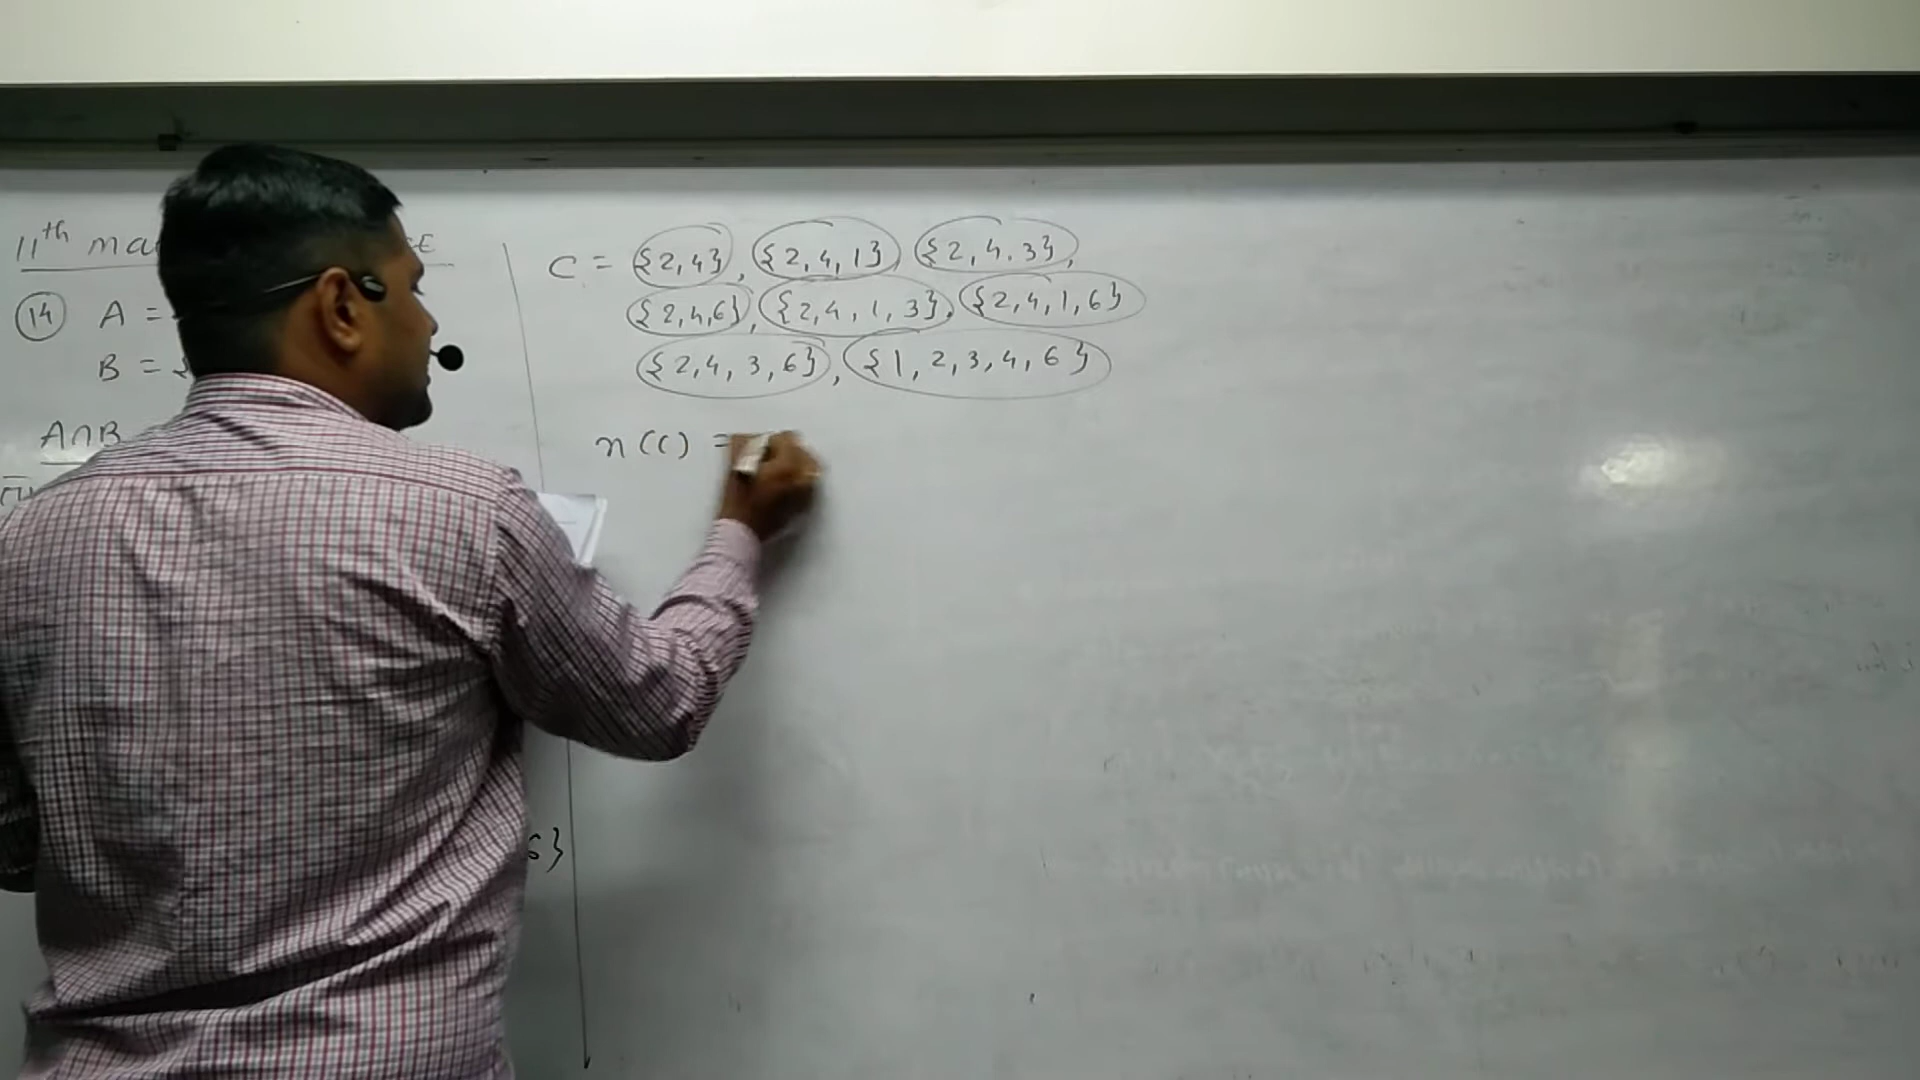 11th
14 A =
B = {
A∩B
6}
C = {2,4}, {2,4,1}, {2,4,3},
{2,4,6}, {2,4,1,3}, {2,4,1,6}
{2,4,3,6}, {1,2,3,4,6}
n(C) =